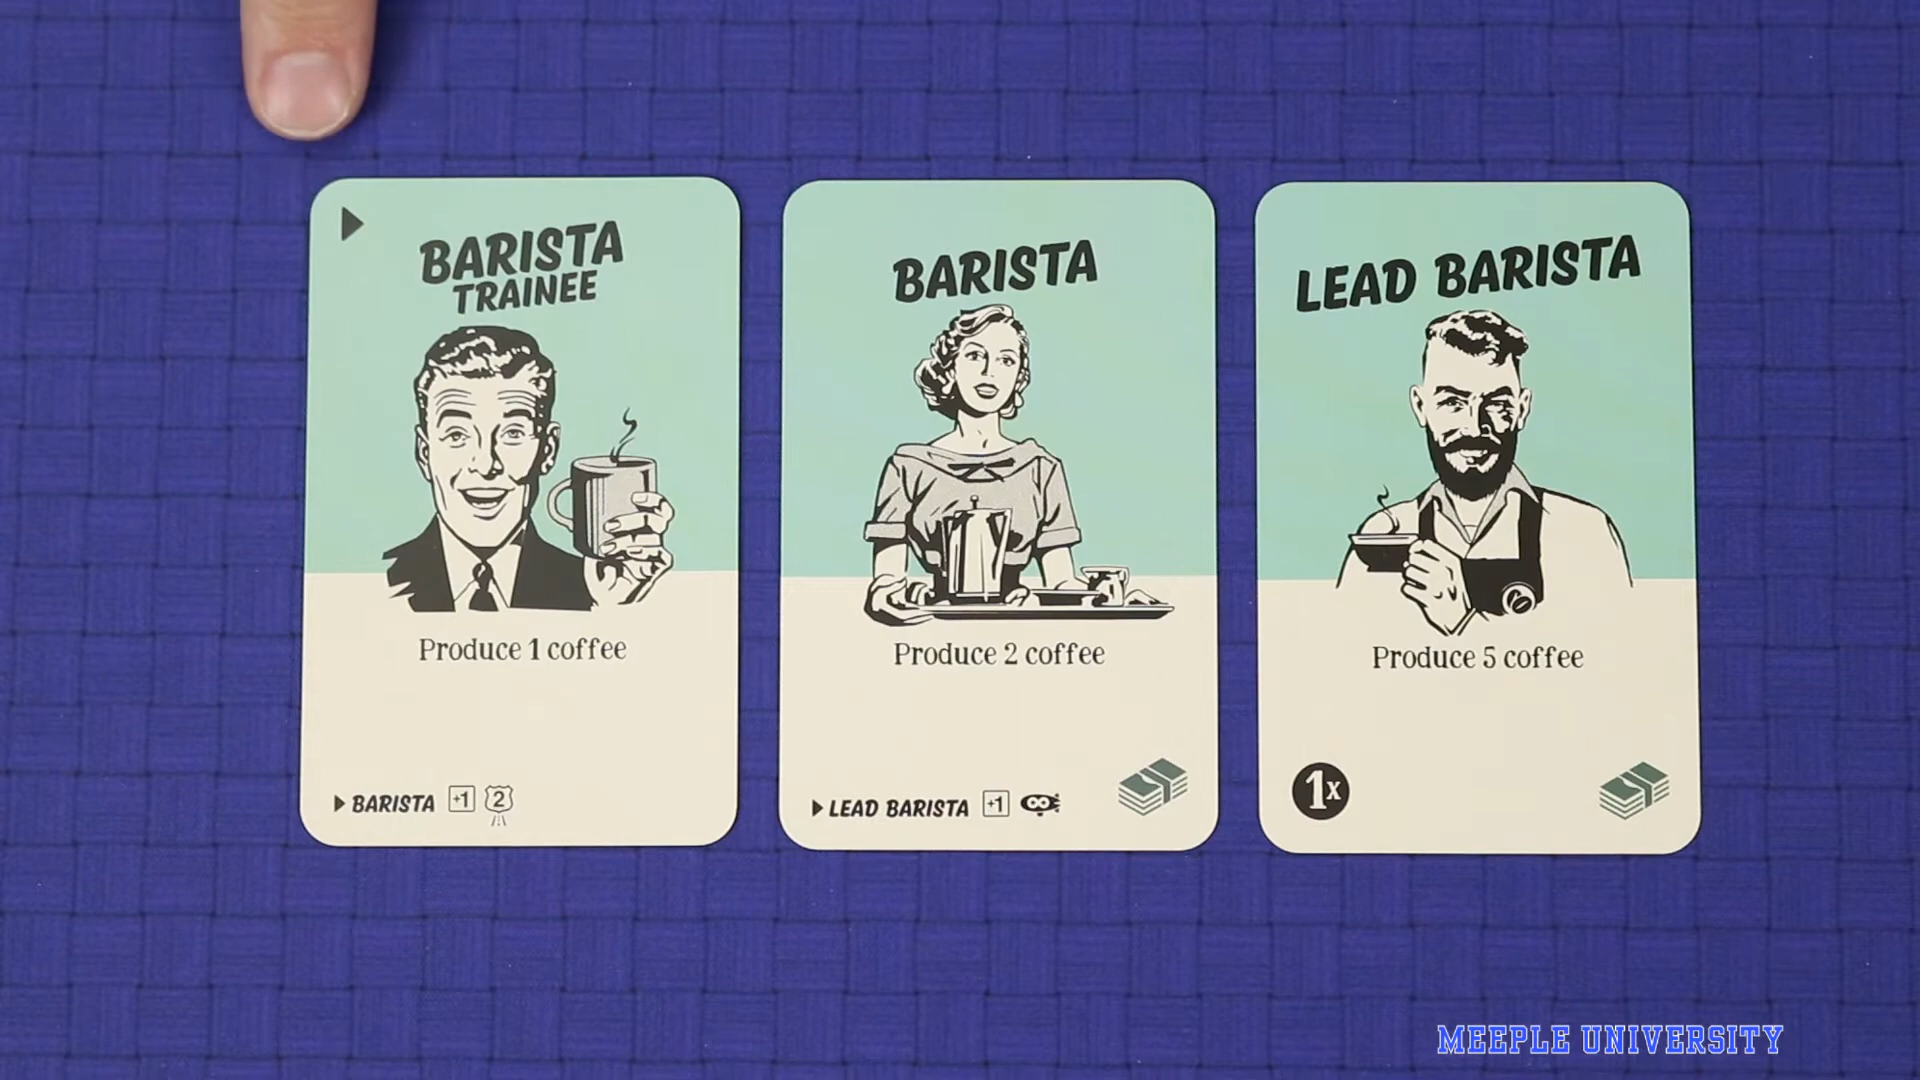 BARISTA
TRAINEE
Produce 1 coffee
BARISTA +1 2
BARISTA
Produce 2 coffee
LEAD BARISTA +1
LEAD BARISTA
Produce 5 coffee
1x
MEEPLE UNIVERSITY